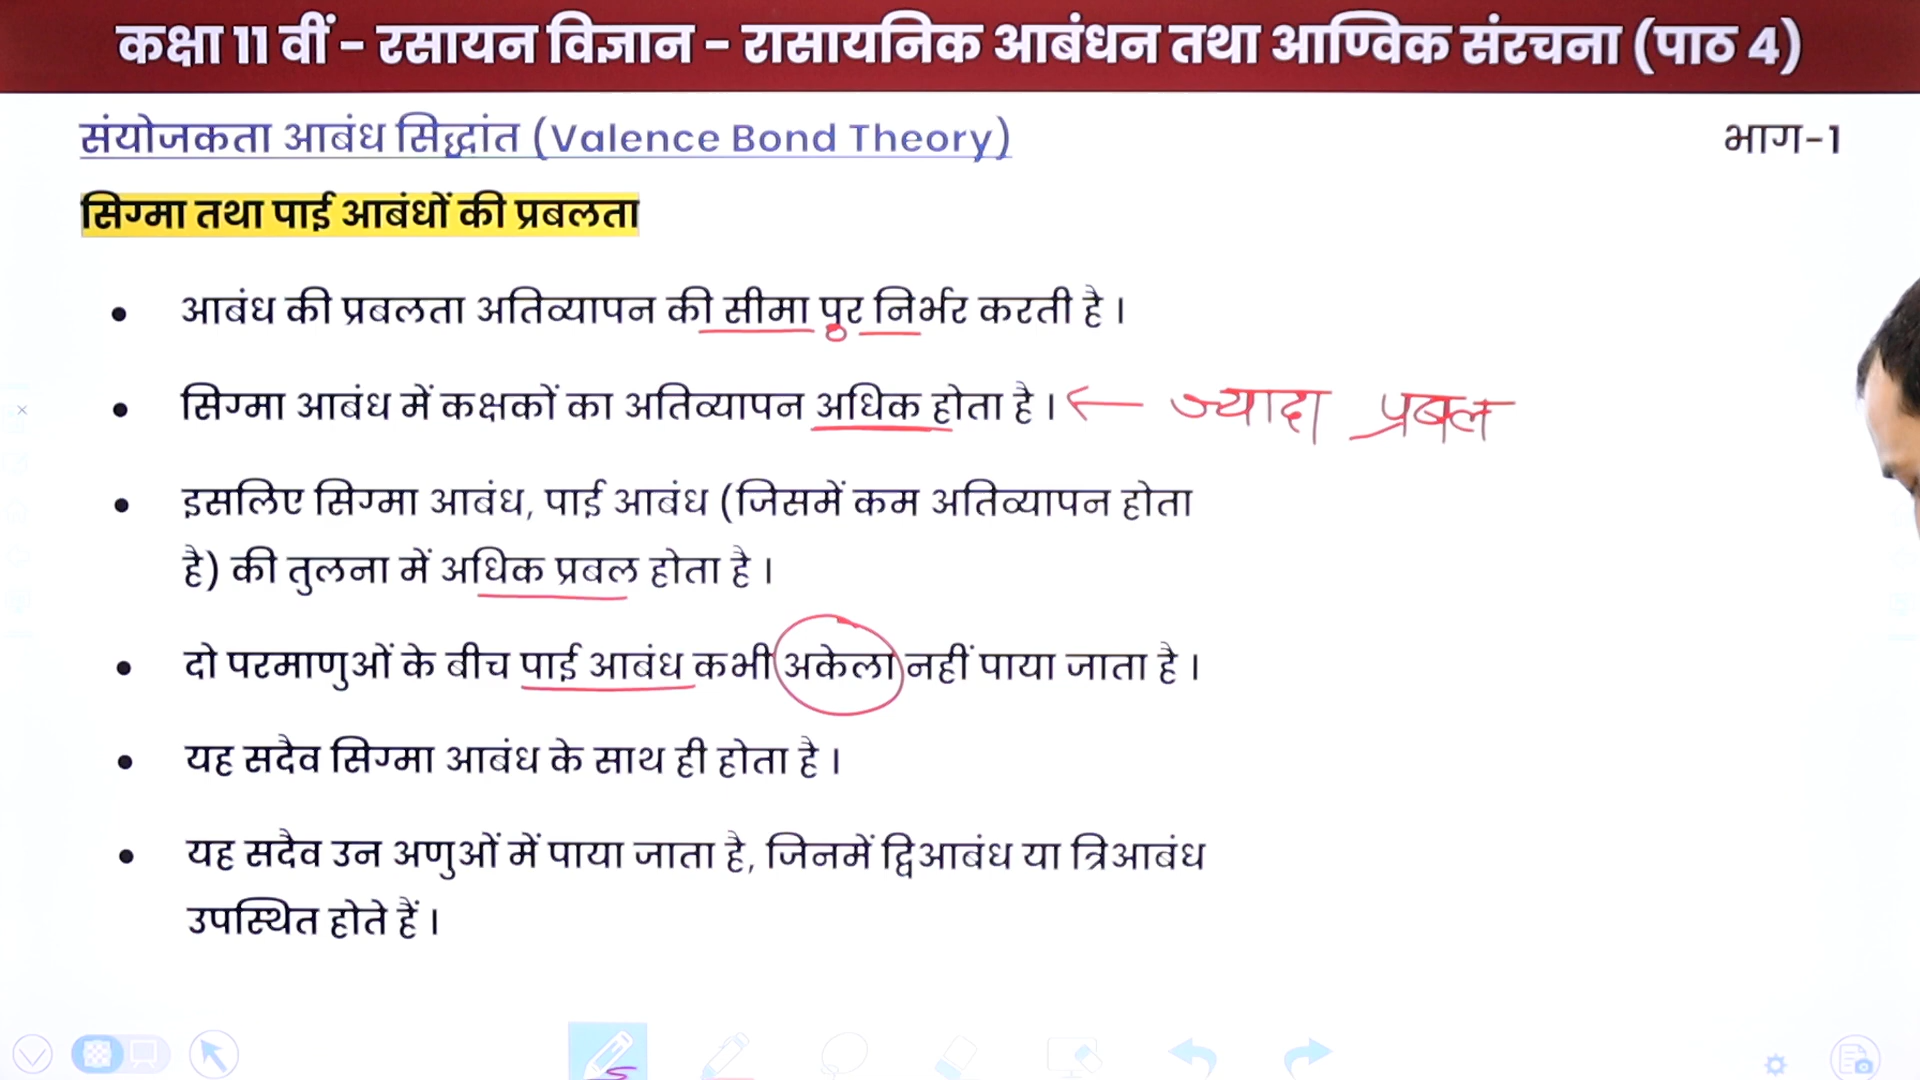 कक्षा 11 वीं - रसायन विज्ञान - रासायनिक आबंधन तथा आण्विक संरचना (पाठ 4)
संयोजकता आबंध सिद्धांत (Valence Bond Theory)
भाग-1
सिग्मा तथा पाई आबंधों की प्रबलता
• आबंध की प्रबलता अतिव्यापन की सीमा पर निर्भर करती है ।
• सिग्मा आबंध में कक्षकों का अतिव्यापन अधिक होता है । ← ज्यादा प्रबल
• इसलिए सिग्मा आबंध, पाई आबंध (जिसमें कम अतिव्यापन होता
है) की तुलना में अधिक प्रबल होता है ।
• दो परमाणुओं के बीच पाई आबंध कभी अकेला नहीं पाया जाता है ।
• यह सदैव सिग्मा आबंध के साथ ही होता है ।
• यह सदैव उन अणुओं में पाया जाता है, जिनमें द्विआबंध या त्रिआबंध
उपस्थित होते हैं ।